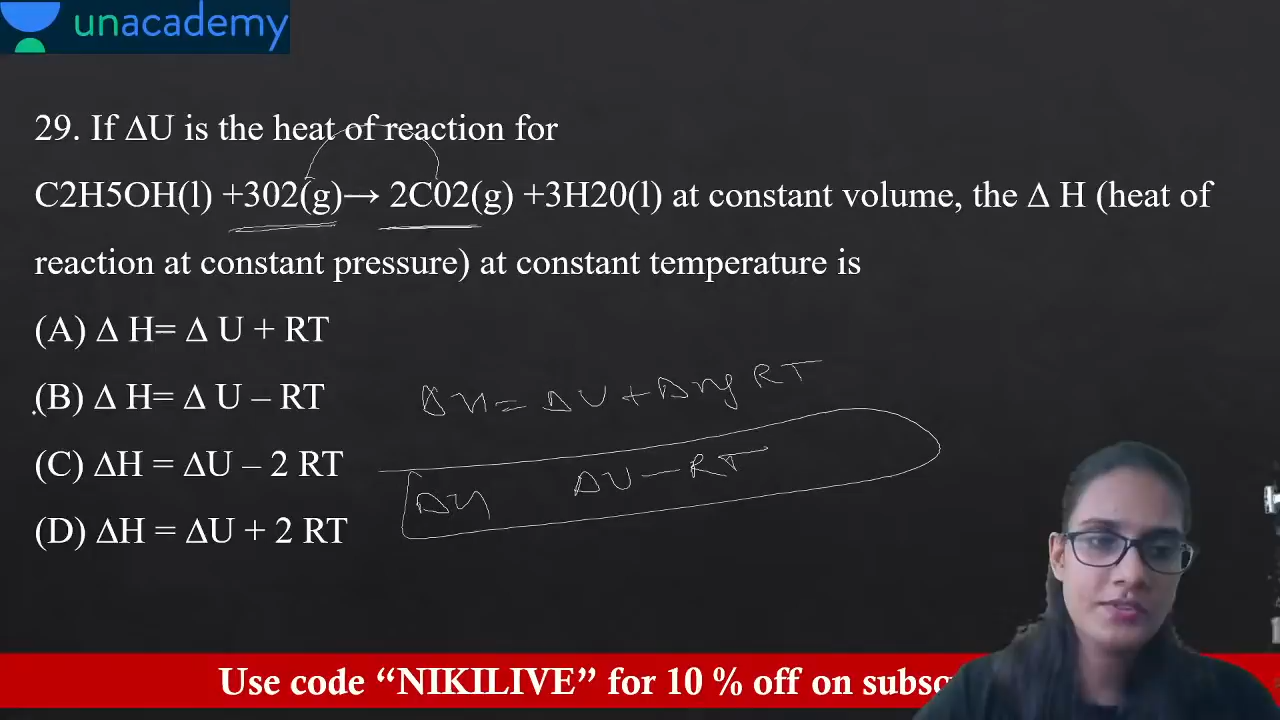 unacademy
29. If ΔU is the heat of reaction for
C2H5OH(l) +302(g)→ 2C02(g) +3H20(l) at constant volume, the Δ H (heat of
reaction at constant pressure) at constant temperature is
(A) Δ H= Δ U + RT
(B) Δ H= Δ U – RT
(C) ΔH = ΔU – 2 RT
(D) ΔH = ΔU + 2 RT
ΔH = ΔU + Δng RT
ΔH ΔU – RT
Use code “NIKILIVE” for 10 % off on